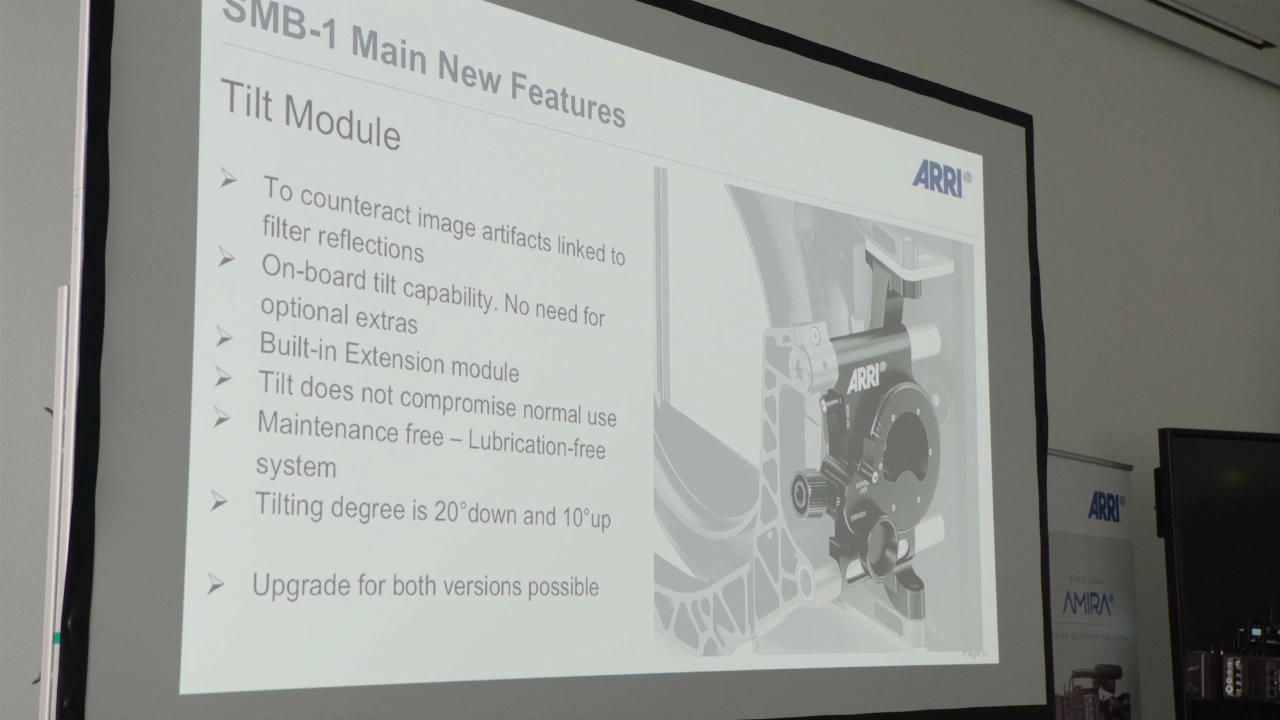 SMB-1 Main New Features
Tilt Module
ARRI®
➢ To counteract image artifacts linked to
filter reflections
➢ On-board tilt capability. No need for
optional extras
➢ Built-in Extension module
➢ Tilt does not compromise normal use
➢ Maintenance free – Lubrication-free
system
➢ Tilting degree is 20°down and 10°up
➢ Upgrade for both versions possible
ARRI®
ARRI®
AMIRA®